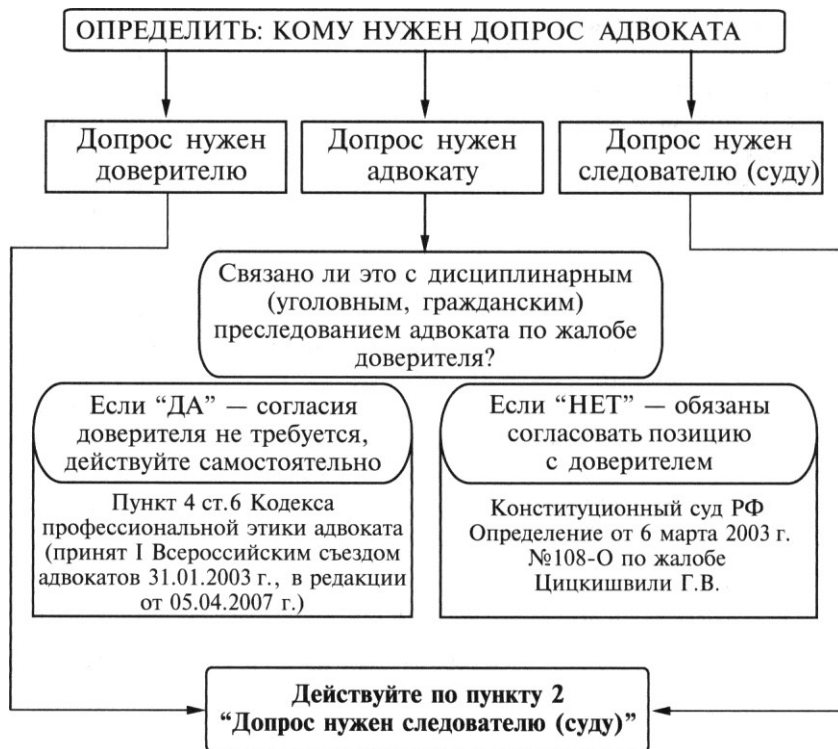 ОПРЕДЕЛИТЬ: КОМУ НУЖЕН ДОПРОС АДВОКАТА
Допрос нужен
доверителю
Допрос нужен
адвокату
Допрос нужен
следователю (суду)
Связано ли это с дисциплинарным
(уголовным, гражданским)
преследованием адвоката по жалобе
доверителя?
Если “ДА” — согласия
доверителя не требуется,
действуйте самостоятельно
Пункт 4 ст.6 Кодекса
профессиональной этики адвоката
(принят I Всероссийским съездом
адвокатов 31.01.2003 г., в редакции
от 05.04.2007 г.)
Если “НЕТ” — обязаны
согласовать позицию
с доверителем
Конституционный суд РФ
Определение от 6 марта 2003 г.
№108-О по жалобе
Цицкишвили Г.В.
Действуйте по пункту 2
“Допрос нужен следователю (суду)”